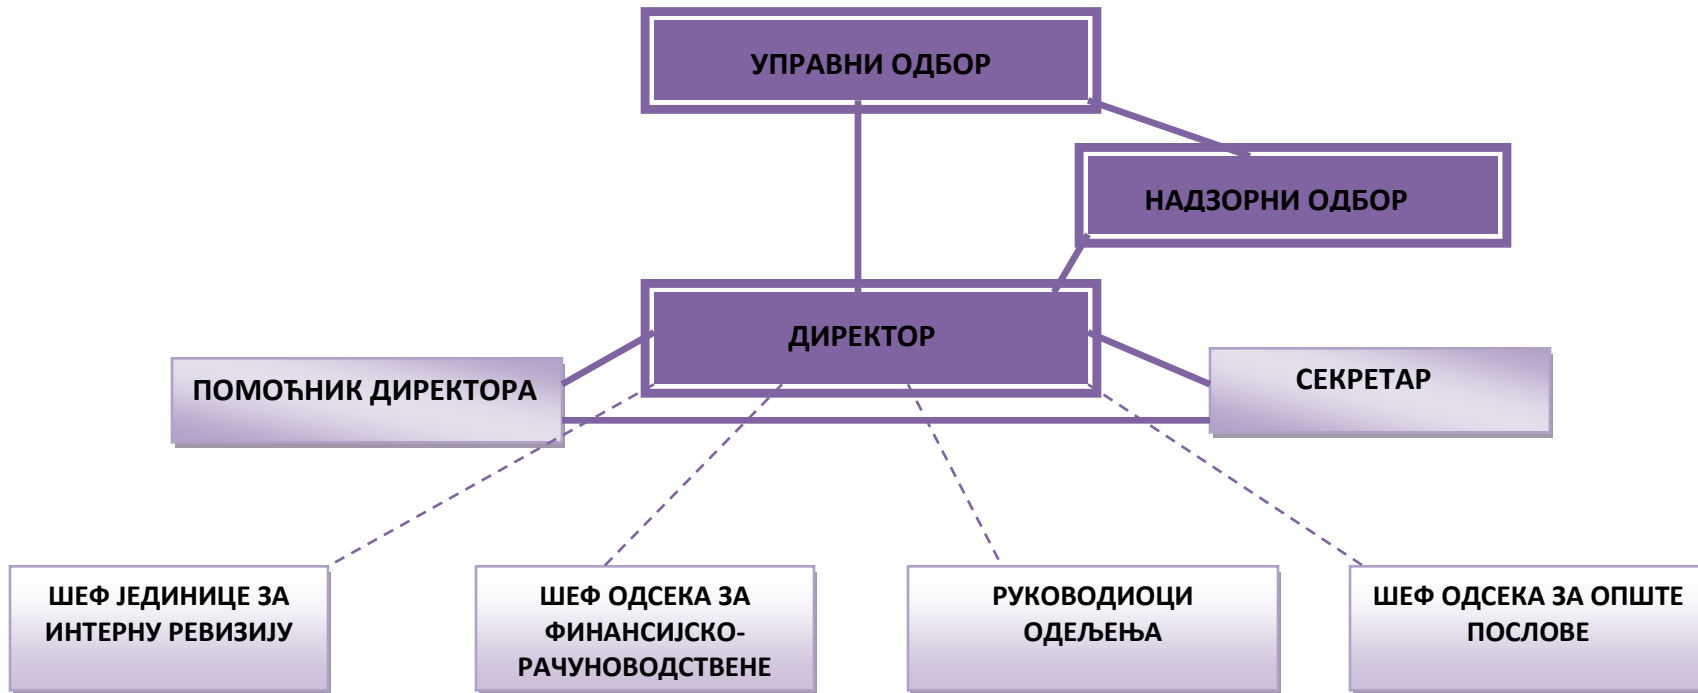 УПРАВНИ ОДБОР
НАДЗОРНИ ОДБОР
ДИРЕКТОР
ПОМОЋНИК ДИРЕКТОРА
СЕКРЕТАР
ШЕФ ЈЕДИНИЦЕ ЗА
ИНТЕРНУ РЕВИЗИЈУ
ШЕФ ОДСЕКА ЗА
ФИНАНСИЈСКО-
РАЧУНОВОДСТВЕНЕ
РУКОВОДИОЦИ
ОДЕЉЕЊА
ШЕФ ОДСЕКА ЗА ОПШТЕ
ПОСЛОВЕ